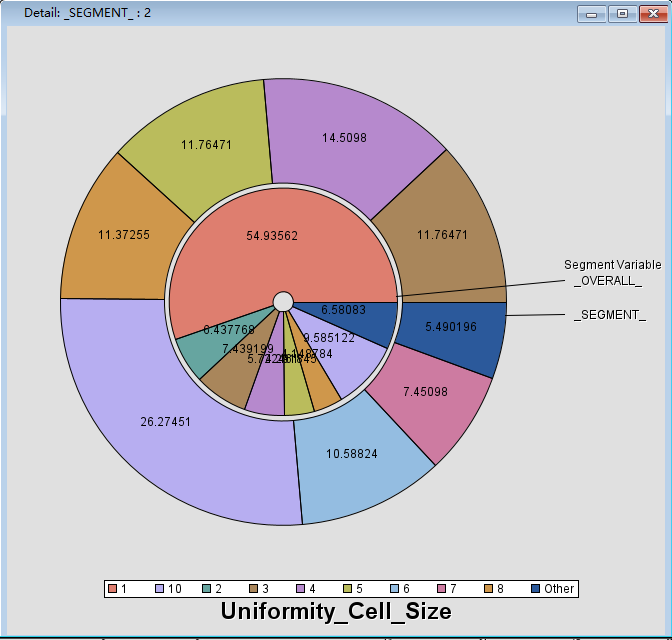 Detail: _SEGMENT_ : 2
14.5098
11.76471
11.37255
11.76471
54.93562
Segment Variable
_OVERALL_
_SEGMENT_
6.58083
5.490196
6.437768
7.439199
9.585122
7.45098
26.27451
10.58824
1 10 2 3 4 5 6 7 8 Other
Uniformity_Cell_Size